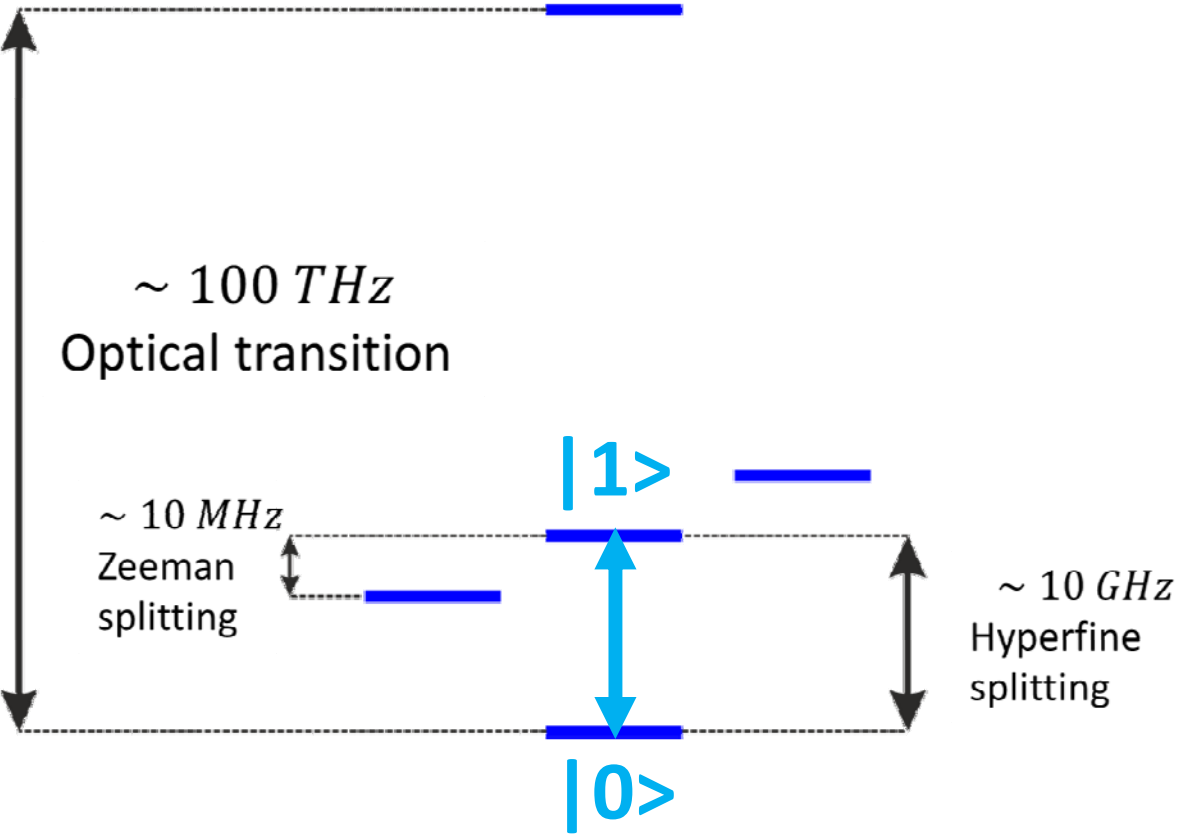 ~ 100 THz
Optical transition
|1>
~ 10 MHz
Zeeman
splitting
~ 10 GHz
Hyperfine
splitting
|0>